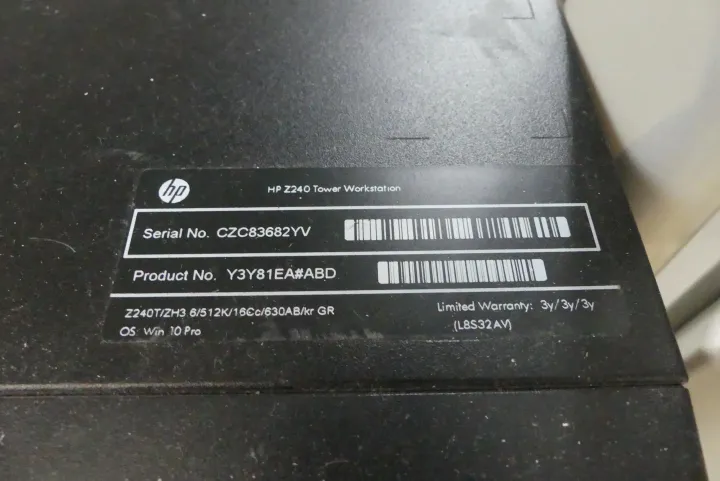 hp
HP Z240 Tower Workstation
Serial No. CZC83682YV
Product No. Y3Y81EA#ABD
Z240T/ZH3.6/512K/16Cc/630AB/kr GR
OS Win 10 Pro
Limited Warranty: 3y/3y/3y
(L8S32AV)